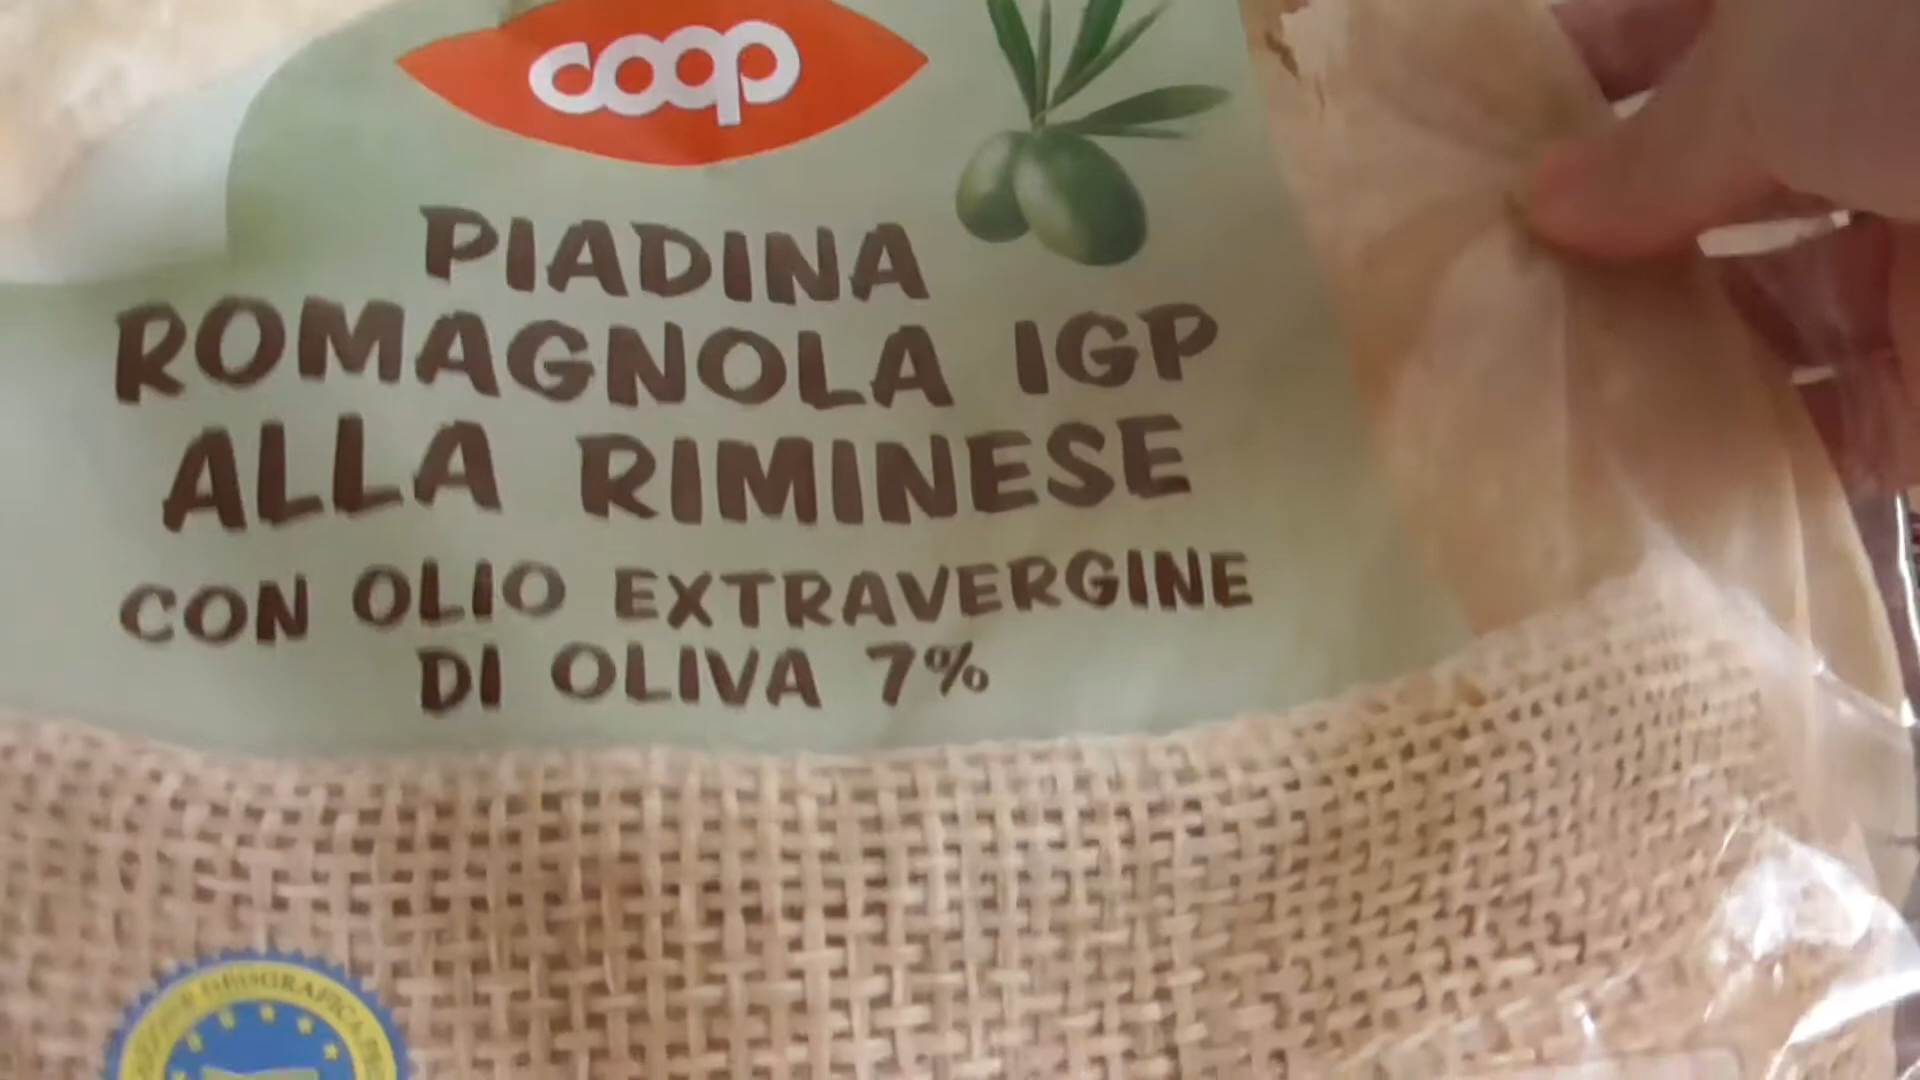 coop
PIADINA
ROMAGNOLA IGP
ALLA RIMINESE
CON OLIO EXTRAVERGINE
DI OLIVA 7%